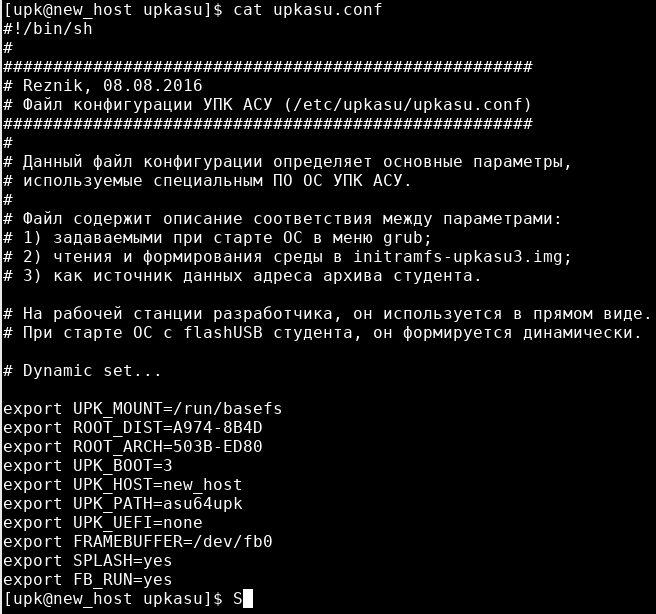 [upk@new_host upkasu]$ cat upkasu.conf
#!/bin/sh
#
#####################################################
# Reznik, 08.08.2016
# Файл конфигурации УПК АСУ (/etc/upkasu/upkasu.conf)
#####################################################
#
# Данный файл конфигурации определяет основные параметры,
# используемые специальным ПО ОС УПК АСУ.
#
# Файл содержит описание соответствия между параметрами:
# 1) задаваемыми при старте ОС в меню grub;
# 2) чтения и формирования среды в initramfs-upkasu3.img;
# 3) как источник данных адреса архива студента.

# На рабочей станции разработчика, он используется в прямом виде.
# При старте ОС с flashUSB студента, он формируется динамически.

# Dynamic set...

export UPK_MOUNT=/run/basefs
export ROOT_DIST=A974-8B4D
export ROOT_ARCH=503B-ED80
export UPK_BOOT=3
export UPK_HOST=new_host
export UPK_PATH=asu64upk
export UPK_UEFI=none
export FRAMEBUFFER=/dev/fb0
export SPLASH=yes
export FB_RUN=yes
[upk@new_host upkasu]$ S